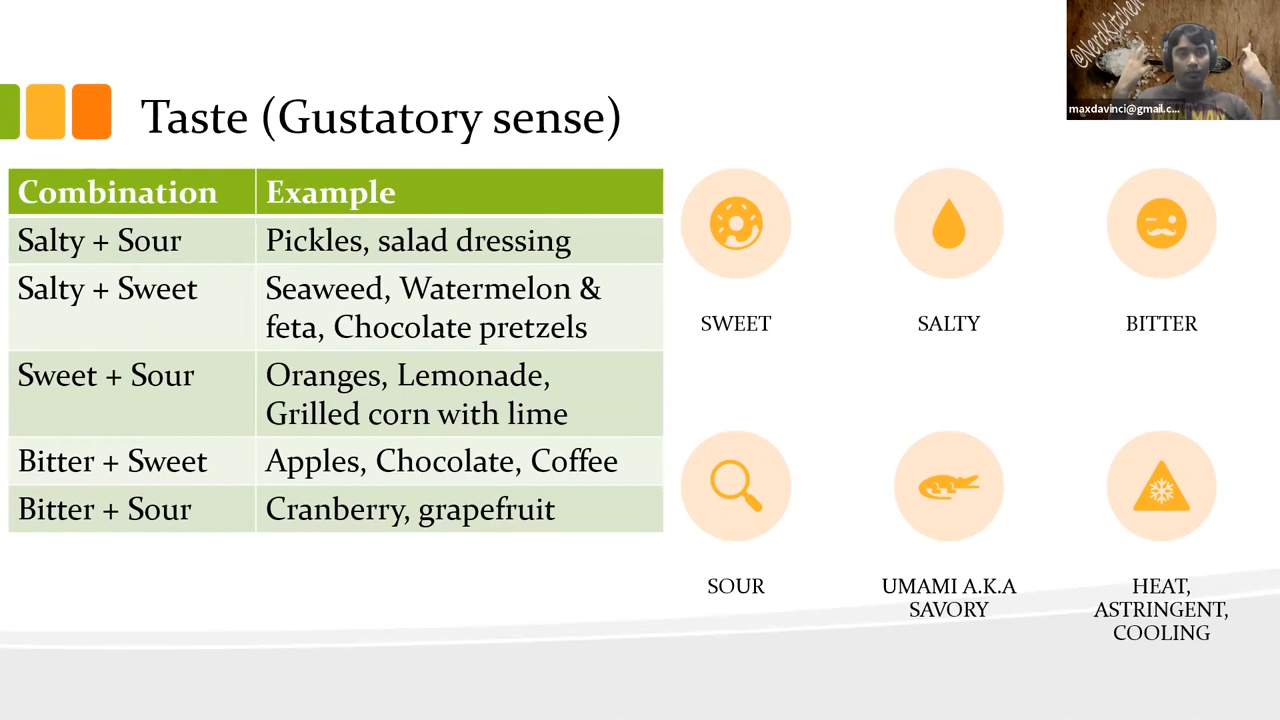 @NerdKitchen
maxdavinci@gmail.c...
Taste (Gustatory sense)
Combination Example
Salty + Sour Pickles, salad dressing
Salty + Sweet Seaweed, Watermelon &
feta, Chocolate pretzels
Sweet + Sour Oranges, Lemonade,
Grilled corn with lime
Bitter + Sweet Apples, Chocolate, Coffee
Bitter + Sour Cranberry, grapefruit
SWEET
SALTY
BITTER
SOUR
UMAMI A.K.A
SAVORY
HEAT,
ASTRINGENT,
COOLING